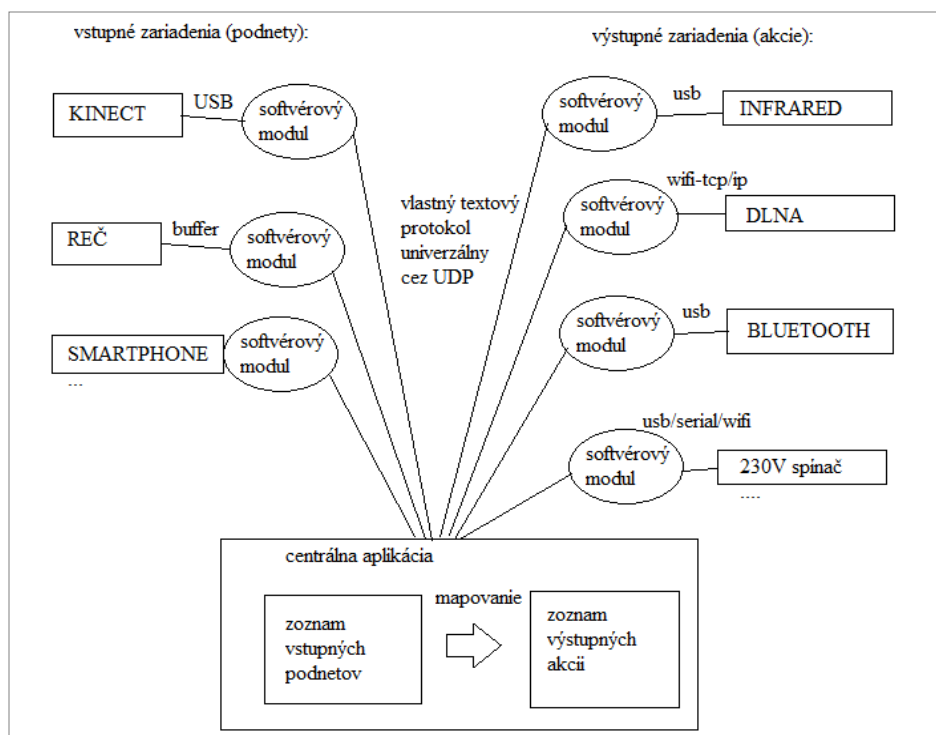 vstupné zariadenia (podnety):
KINECT
USB
softvérový
modul
REČ
buffer
softvérový
modul
SMARTPHONE
softvérový
modul
...
vlastný textový
protokol
univerzálny
cez UDP
výstupné zariadenia (akcie):
softvérový
modul
usb
INFRARED
wifi-tcp/ip
softvérový
modul
DLNA
softvérový
modul
usb
BLUETOOTH
usb/serial/wifi
softvérový
modul
230V spínač
....
centrálna aplikácia
zoznam
vstupných
podnetov
mapovanie
zoznam
výstupných
akcii